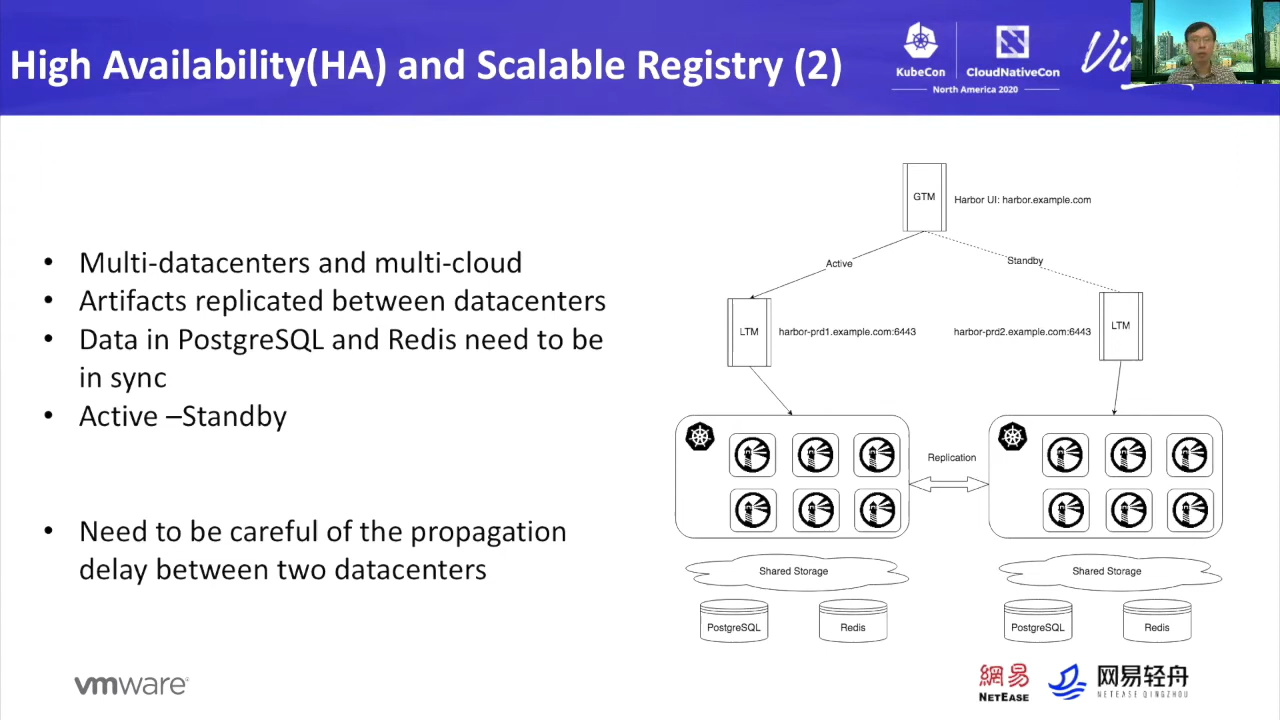 High Availability(HA) and Scalable Registry (2)
KubeCon
CloudNativeCon
North America 2020
• Multi-datacenters and multi-cloud
• Artifacts replicated between datacenters
• Data in PostgreSQL and Redis need to be
in sync
• Active –Standby
• Need to be careful of the propagation
delay between two datacenters
GTM
Harbor UI: harbor.example.com
Active
Standby
LTM
harbor-prd1.example.com:6443
harbor-prd2.example.com:6443
LTM
Replication
Shared Storage
Shared Storage
PostgreSQL
Redis
PostgreSQL
Redis
vmware
網易
NETEASE
网易轻舟
NETEASE QINGZHOU